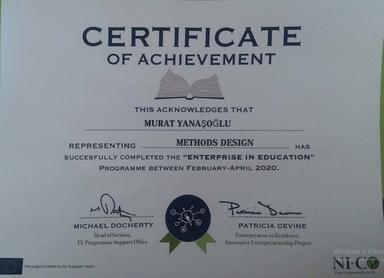 CERTIFICATE
OF ACHIEVEMENT
THIS ACKNOWLEDGES THAT
MURAT YANAŞOĞLU
REPRESENTING METHODS DESIGN HAS
SUCCESFULLY COMPLETED THE "ENTERPRISE IN EDUCATION"
PROGRAMME BETWEEN FEBRUARY-APRIL 2020.
MICHAEL DOCHERTY
Head of Section,
EU Programme Support Office
PATRICIA DEVINE
Entrepreneur in Residence,
Innovative Entrepreneurship Project
NI-CO
This project is funded by the European Union